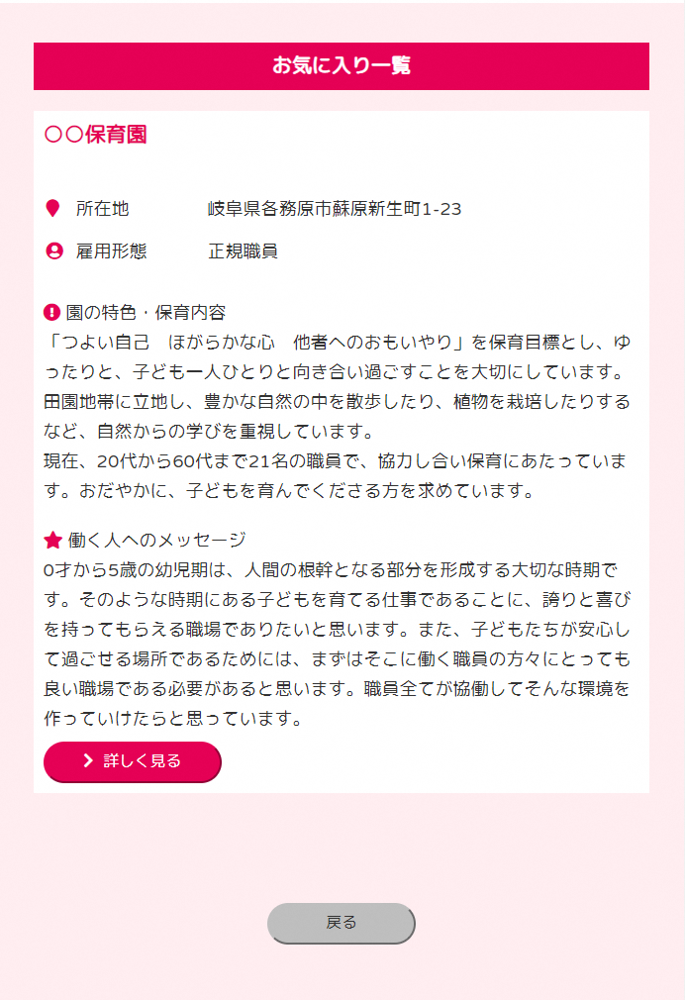 お気に入り一覧
〇〇保育園
所在地 岐阜県各務原市蘇原新生町1-23
雇用形態 正規職員
園の特色・保育内容
「つよい自己　ほがらかな心　他者へのおもいやり」を保育目標とし、ゆ
ったりと、子ども一人ひとりと向き合い過ごすことを大切にしています。
田園地帯に立地し、豊かな自然の中を散歩したり、植物を栽培したりする
など、自然からの学びを重視しています。
現在、20代から60代まで21名の職員で、協力し合い保育にあたっていま
す。おだやかに、子どもを育んでくださる方を求めています。
働く人へのメッセージ
0才から5歳の幼児期は、人間の根幹となる部分を形成する大切な時期で
す。そのような時期にある子どもを育てる仕事であることに、誇りと喜び
を持ってもらえる職場でありたいと思います。また、子どもたちが安心し
て過ごせる場所であるためには、まずはそこに働く職員の方々にとっても
良い職場である必要があると思います。職員全てが協働してそんな環境を
作っていけたらと思っています。
詳しく見る
戻る